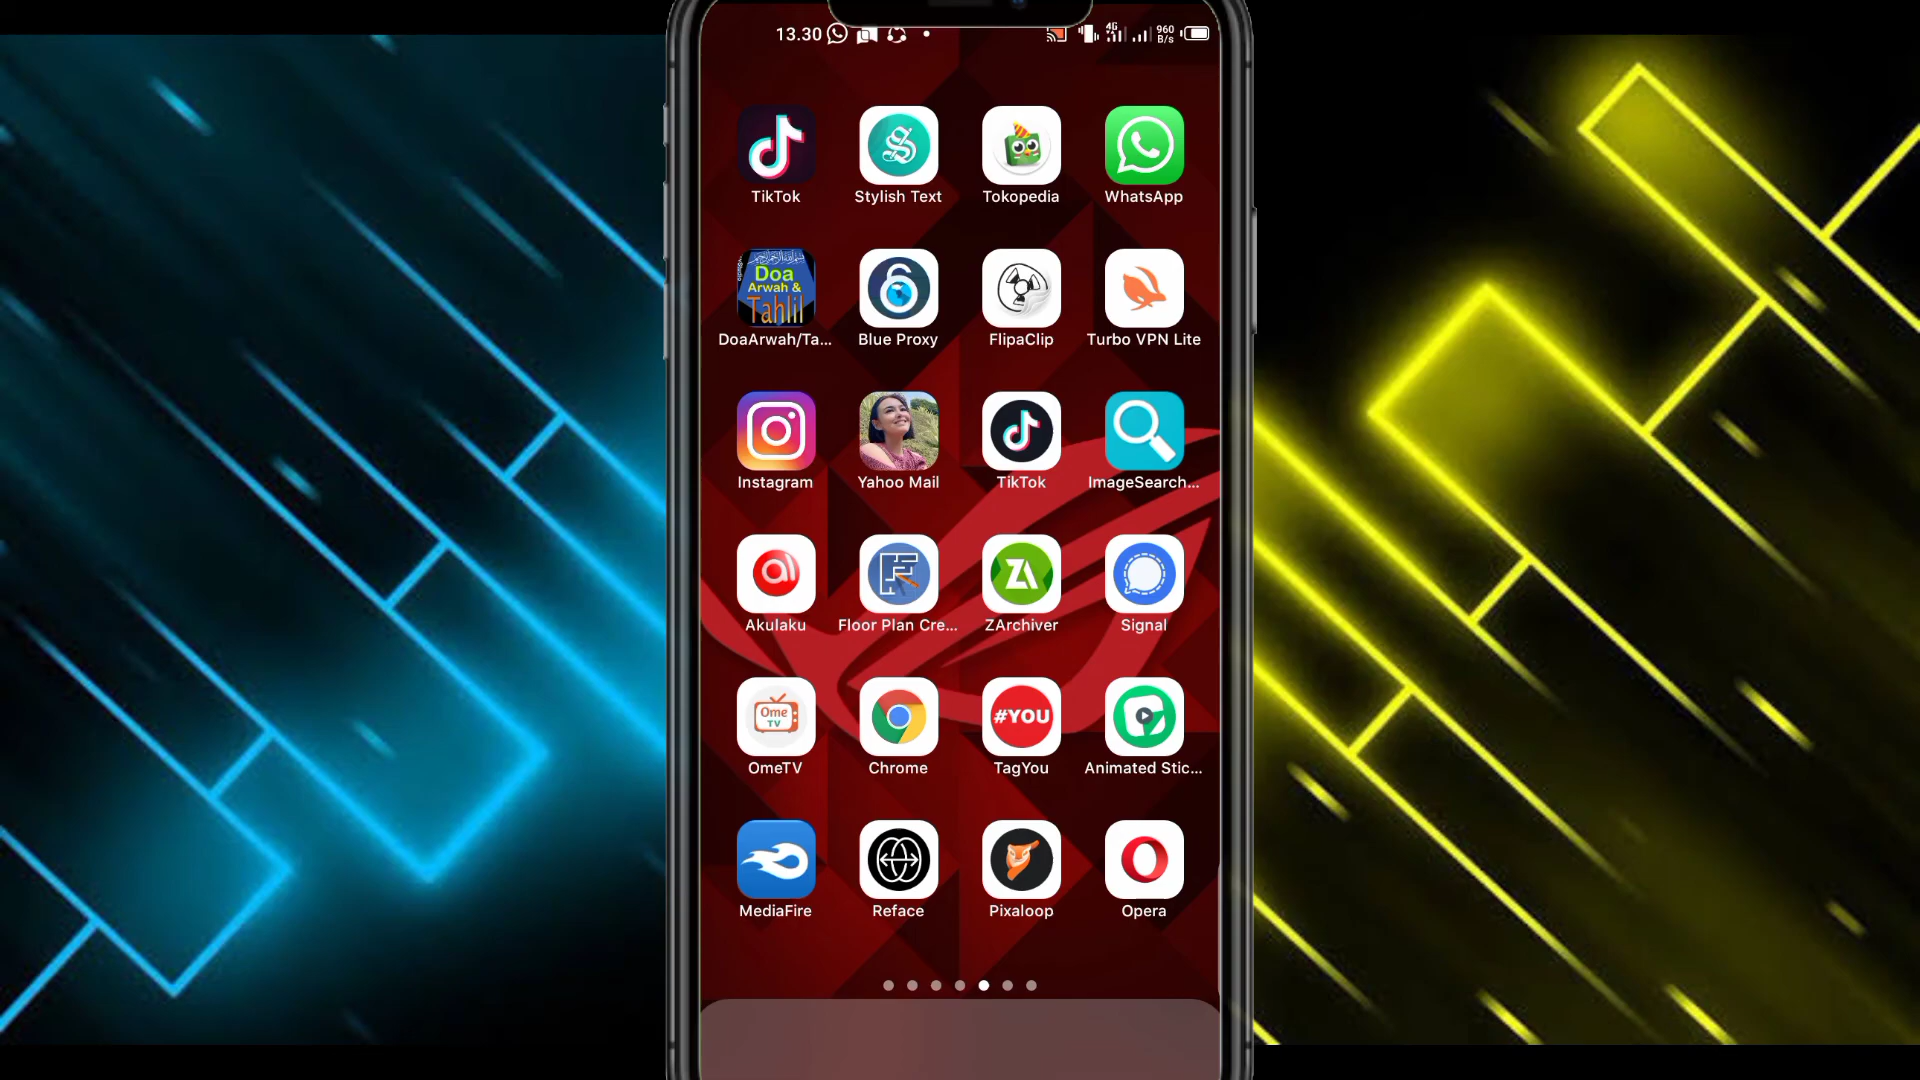 13.30 4G 960 B/s
TikTok Stylish Text Tokopedia WhatsApp
Doa
Arwah &
Tahlil
DoaArwah/Ta... Blue Proxy FlipaClip Turbo VPN Lite
Instagram Yahoo Mail TikTok ImageSearch...
Akulaku Floor Plan Cre... ZArchiver Signal
Ome
TV
#YOU
OmeTV Chrome TagYou Animated Stic...
MediaFire Reface Pixaloop Opera